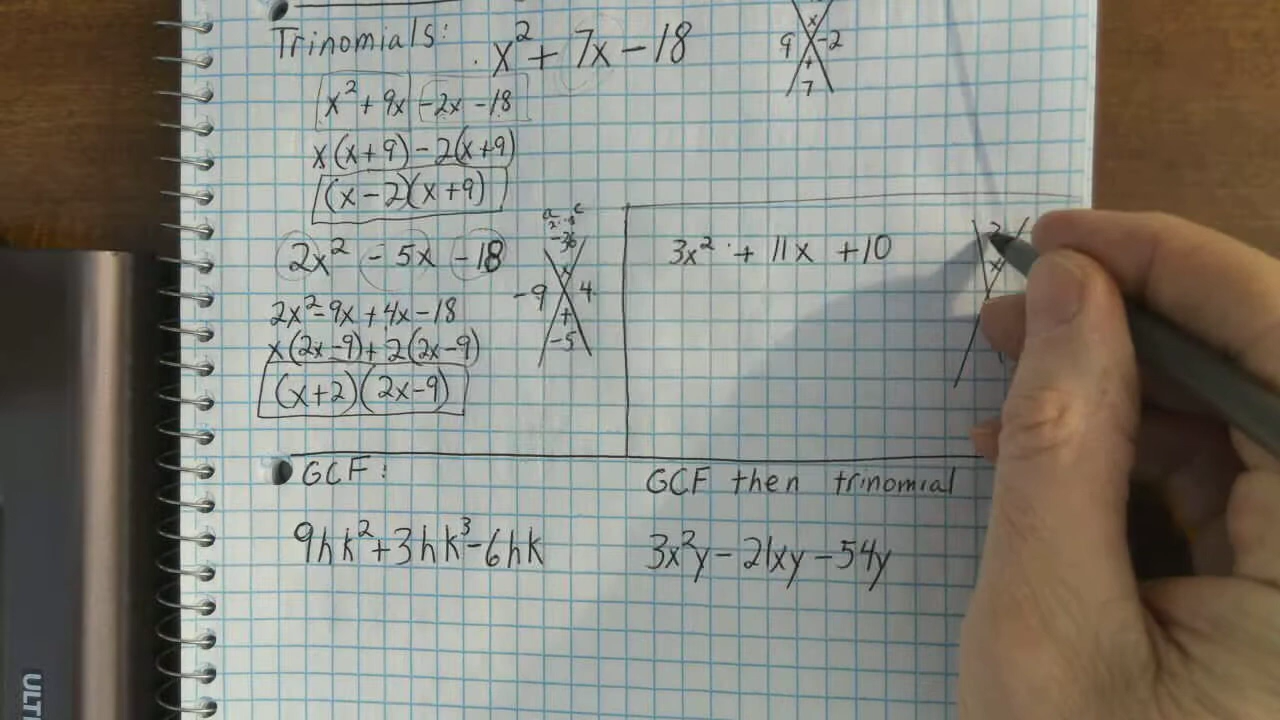 Trinomials: x² + 7x − 18
x
9 −2
+
7
x² + 9x − 2x − 18
x(x + 9) − 2(x + 9)
(x − 2)(x + 9)
2x² − 5x − 18
a c
−36
x
−9 4
+
−5
2x² − 9x + 4x − 18
x(2x − 9) + 2(2x − 9)
(x + 2)(2x − 9)
3x² + 11x + 10
x
GCF:
9hk² + 3hk³ − 6hk
GCF then trinomial
3x²y − 21xy − 54y
ULT